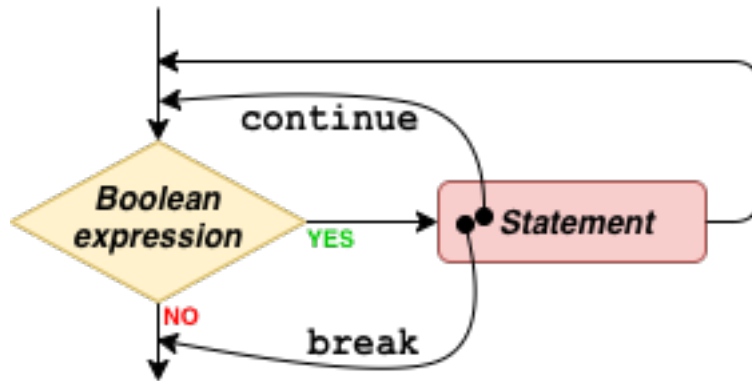 continue
Boolean
expression
YES
Statement
NO
break